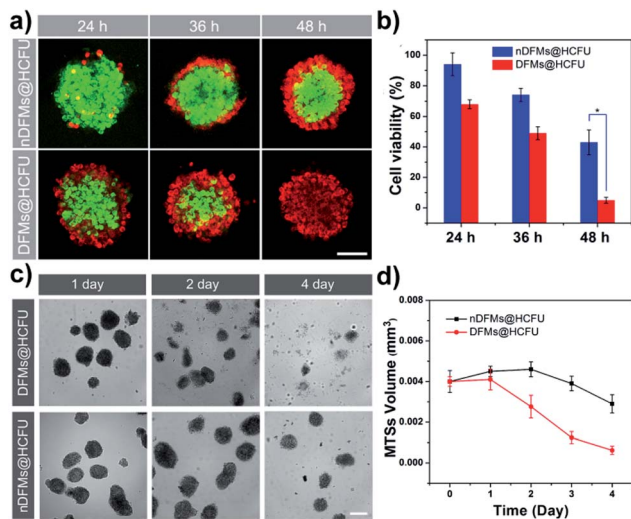 a)
24 h
36 h
48 h
nDFMs@HCFU
DFMs@HCFU
b)
nDFMs@HCFU
DFMs@HCFU
*
Cell viability (%)
100
80
60
40
20
0
24 h
36 h
48 h
c)
1 day
2 day
4 day
DFMs@HCFU
nDFMs@HCFU
d)
nDFMs@HCFU
DFMs@HCFU
MTSs Volume (mm³)
0.008
0.006
0.004
0.002
0.000
0
1
2
3
4
Time (Day)